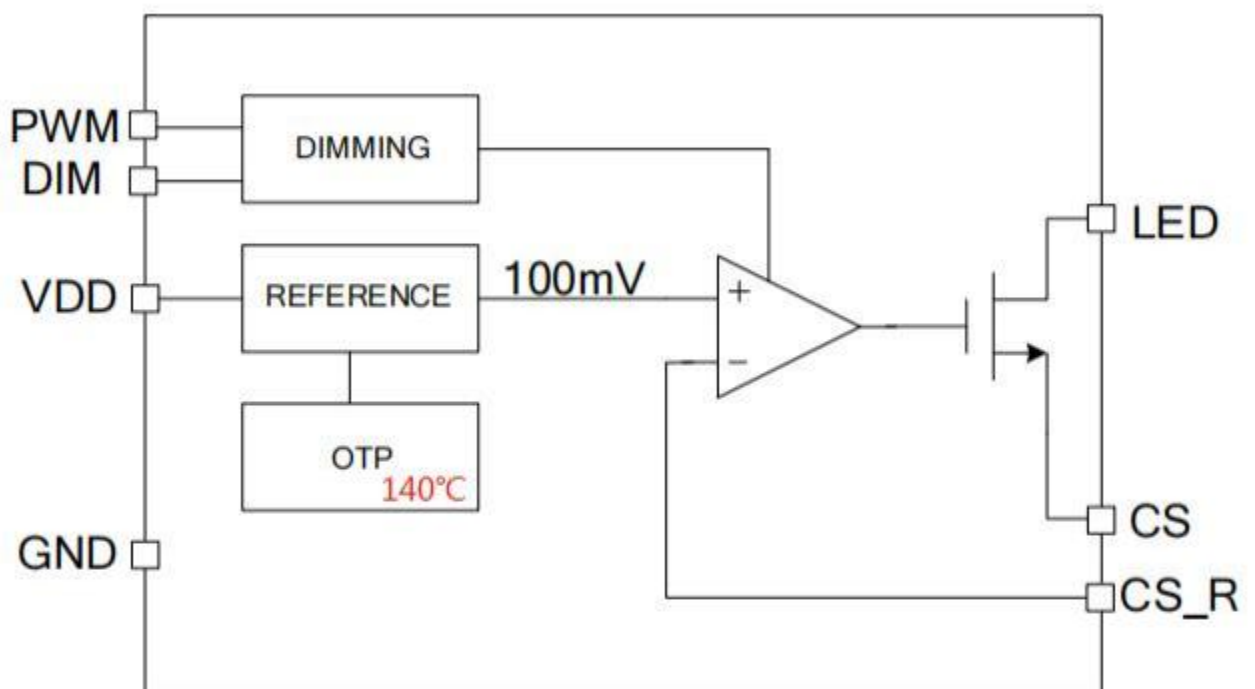 PWM
DIMMING
DIM
LED
VDD
REFERENCE
100mV
+
−
OTP
140℃
GND
CS
CS_R